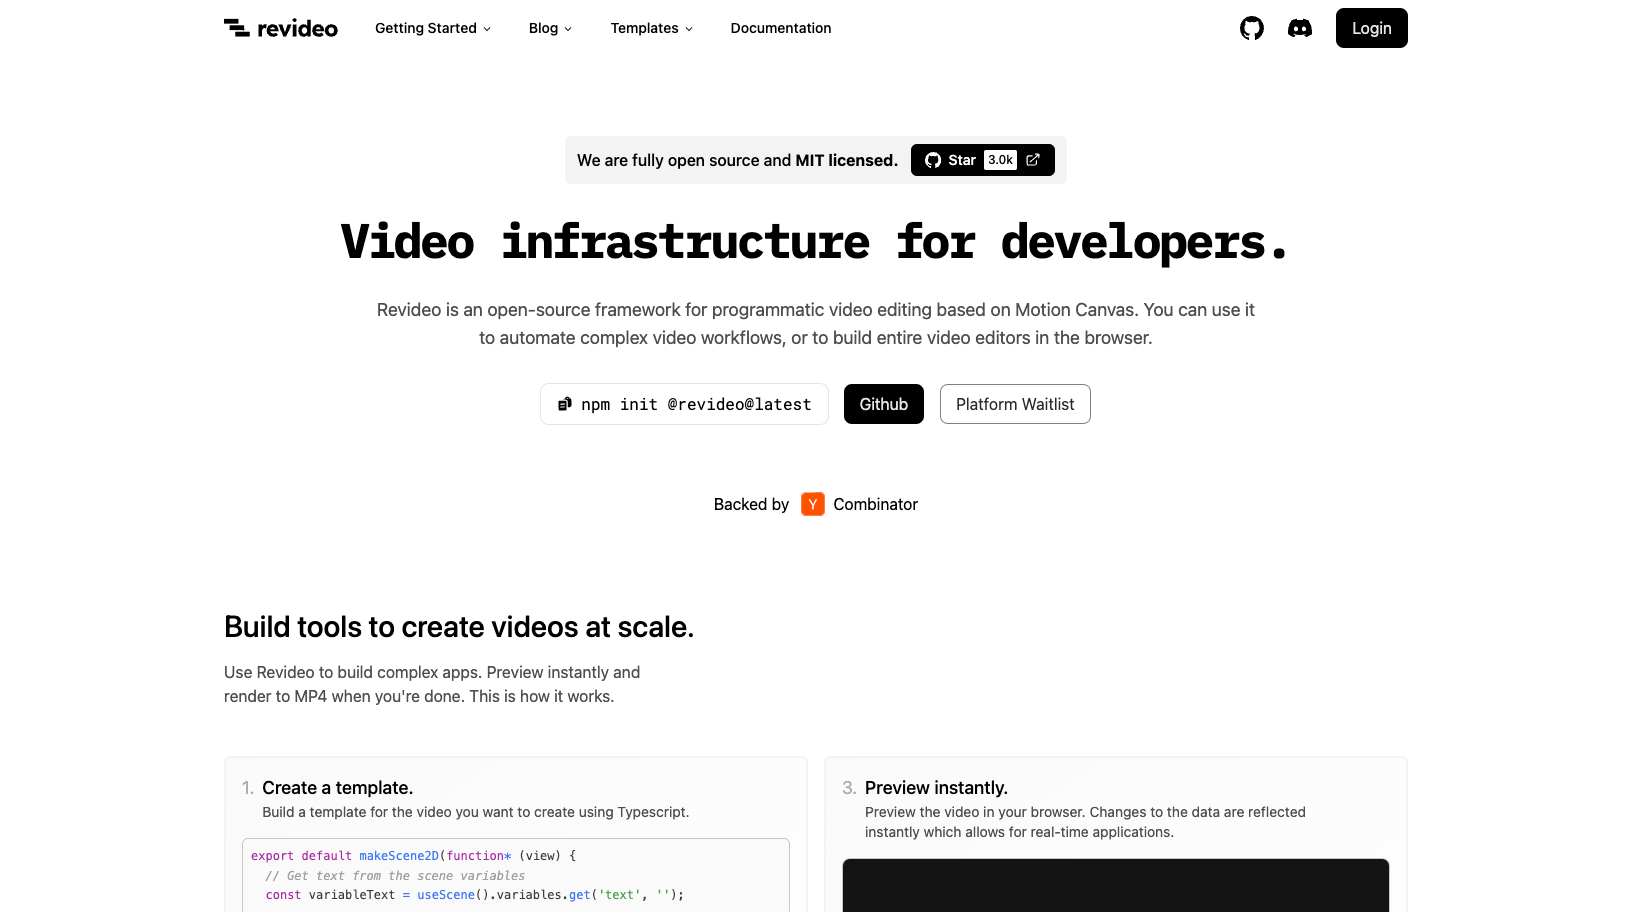 revideo
Getting Started
Blog
Templates
Documentation
Login
We are fully open source and MIT licensed.
Star 3.0k
Video infrastructure for developers.
Revideo is an open-source framework for programmatic video editing based on Motion Canvas. You can use it
to automate complex video workflows, or to build entire video editors in the browser.
npm init @revideo@latest
Github
Platform Waitlist
Backed by Y Combinator
Build tools to create videos at scale.
Use Revideo to build complex apps. Preview instantly and
render to MP4 when you're done. This is how it works.
1. Create a template.
Build a template for the video you want to create using Typescript.
export default makeScene2D(function* (view) {
// Get text from the scene variables
const variableText = useScene().variables.get('text', '');
3. Preview instantly.
Preview the video in your browser. Changes to the data are reflected
instantly which allows for real-time applications.